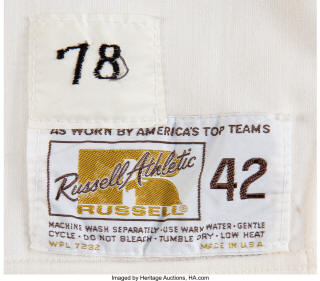 78
AS WORN BY AMERICA'S TOP TEAMS
Russell Athletic
RUSSELL®
42
MACHINE WASH SEPARATELY·USE WARM WATER·GENTLE
CYCLE·DO NOT BLEACH·TUMBLE DRY·LOW HEAT
WPL 7232 MADE IN U.S.A.
Imaged by Heritage Auctions, HA.com